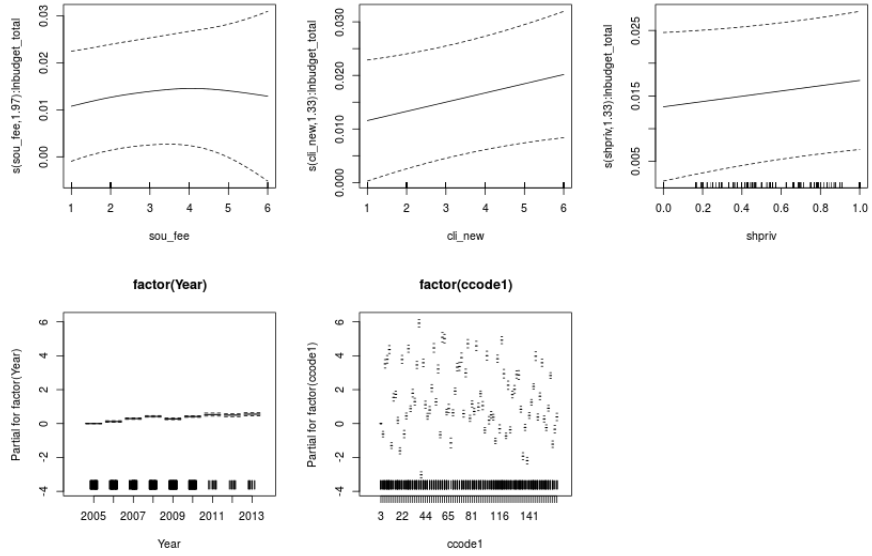 s(sou_fee,1.97):lnbudget_total
0.00 0.01 0.02 0.03
1 2 3 4 5 6
sou_fee
s(cli_new,1.33):lnbudget_total
0.000 0.010 0.020 0.030
1 2 3 4 5 6
cli_new
s(shpriv,1.33):lnbudget_total
0.005 0.015 0.025
0.0 0.2 0.4 0.6 0.8 1.0
shpriv
factor(Year)
Partial for factor(Year)
-4 -2 0 2 4 6
2005 2007 2009 2011 2013
Year
factor(ccode1)
Partial for factor(ccode1)
-4 -2 0 2 4 6
3 22 44 65 81 116 141
ccode1